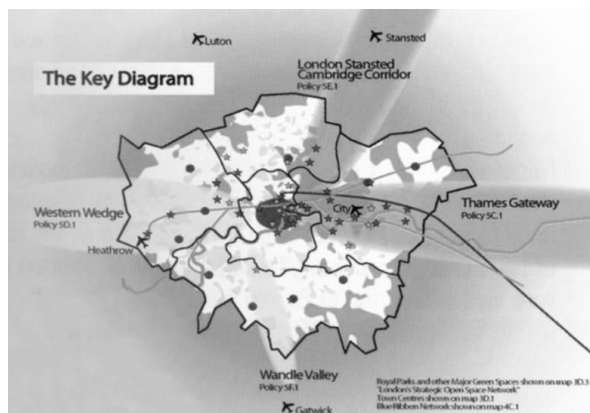 Luton
Stansted
The Key Diagram
London Stansted
Cambridge Corridor
Policy 5E.1
City
Western Wedge
Policy 5D.1
Thames Gateway
Policy 5C.1
Heathrow
Wandle Valley
Policy 5F.1
Gatwick
Royal Parks and other Major Green Spaces shown on map 3D.3
"London's Strategic Open Space Network"
Town Centres shown on map 3D.1
Blue Ribbon Network shown on map 4C.1